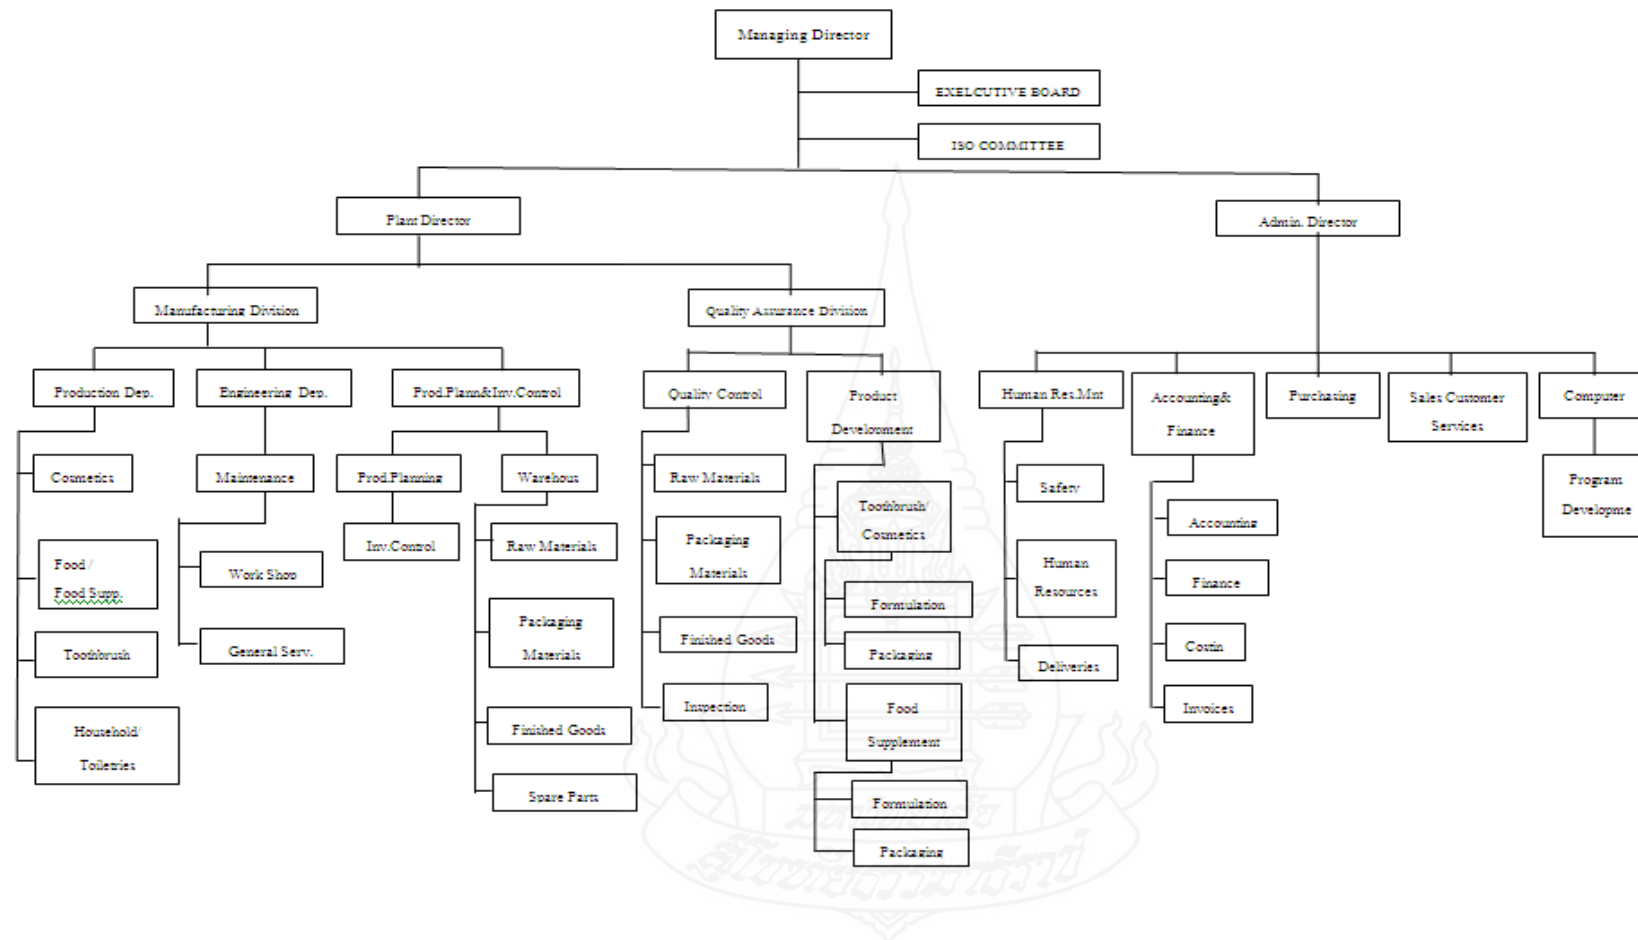 Managing Director
EXELCUTIVE BOARD
ISO COMMITTEE
Plant Director
Admin. Director
Manufacturing Division
Quality Assurance Division
Production Dep.
Engineering Dep.
Prod.Plann&Inv.Control
Quality Control
Product
Development
Human Res.Mnt
Accounting&
Finance
Purchasing
Sales Customer
Services
Computer
Cosmetics
Food /
Food Supp.
Toothbrush
Household/
Toiletries
Maintenance
Work Shop
General Serv.
Prod.Planning
Inv.Control
Warehous
Raw Materials
Packaging
Materials
Finished Goods
Spare Parts
Raw Materials
Packaging
Materials
Finished Goods
Inspection
Toothbrush/
Cosmetics
Formulation
Packaging
Food
Supplement
Formulation
Packaging
Safety
Human
Resources
Deliveries
Accounting
Finance
Costin
Invoices
Program
Developme